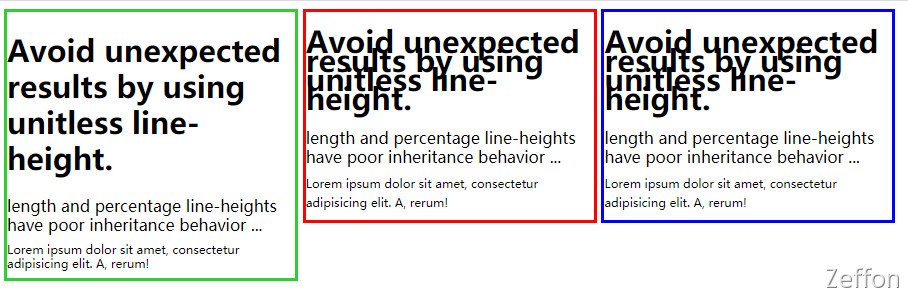 Avoid unexpected
results by using
unitless line-
height.
length and percentage line-heights
have poor inheritance behavior ...
Lorem ipsum dolor sit amet, consectetur
adipisicing elit. A, rerum!
Avoid unexpected
results by using
unitless line-
height.
length and percentage line-heights
have poor inheritance behavior ...
Lorem ipsum dolor sit amet, consectetur
adipisicing elit. A, rerum!
Avoid unexpected
results by using
unitless line-
height.
length and percentage line-heights
have poor inheritance behavior ...
Lorem ipsum dolor sit amet, consectetur
adipisicing elit. A, rerum!
Zeffon